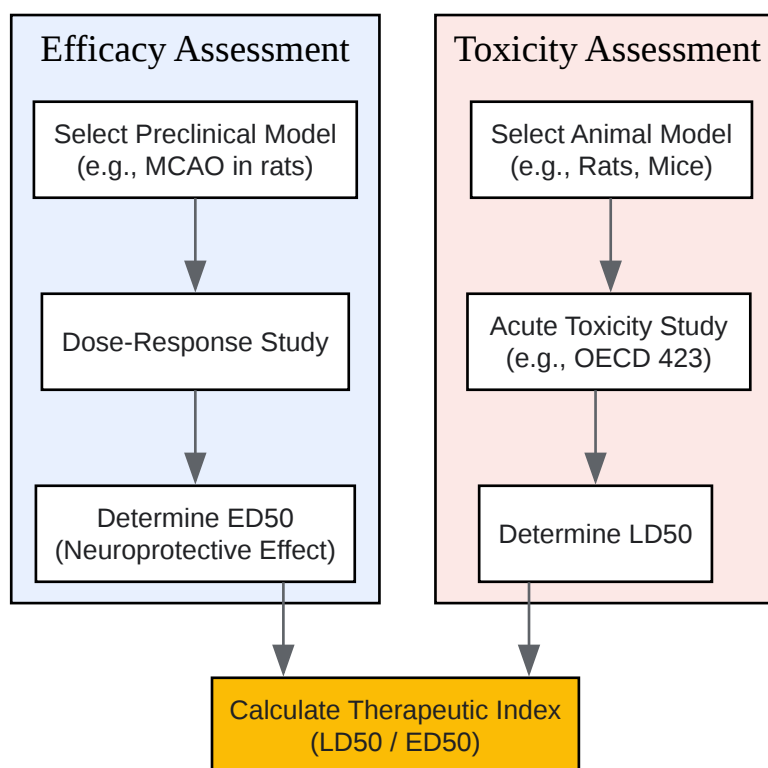 Efficacy Assessment
Select Preclinical Model
(e.g., MCAO in rats)
Dose-Response Study
Determine ED50
(Neuroprotective Effect)
Toxicity Assessment
Select Animal Model
(e.g., Rats, Mice)
Acute Toxicity Study
(e.g., OECD 423)
Determine LD50
Calculate Therapeutic Index
(LD50 / ED50)